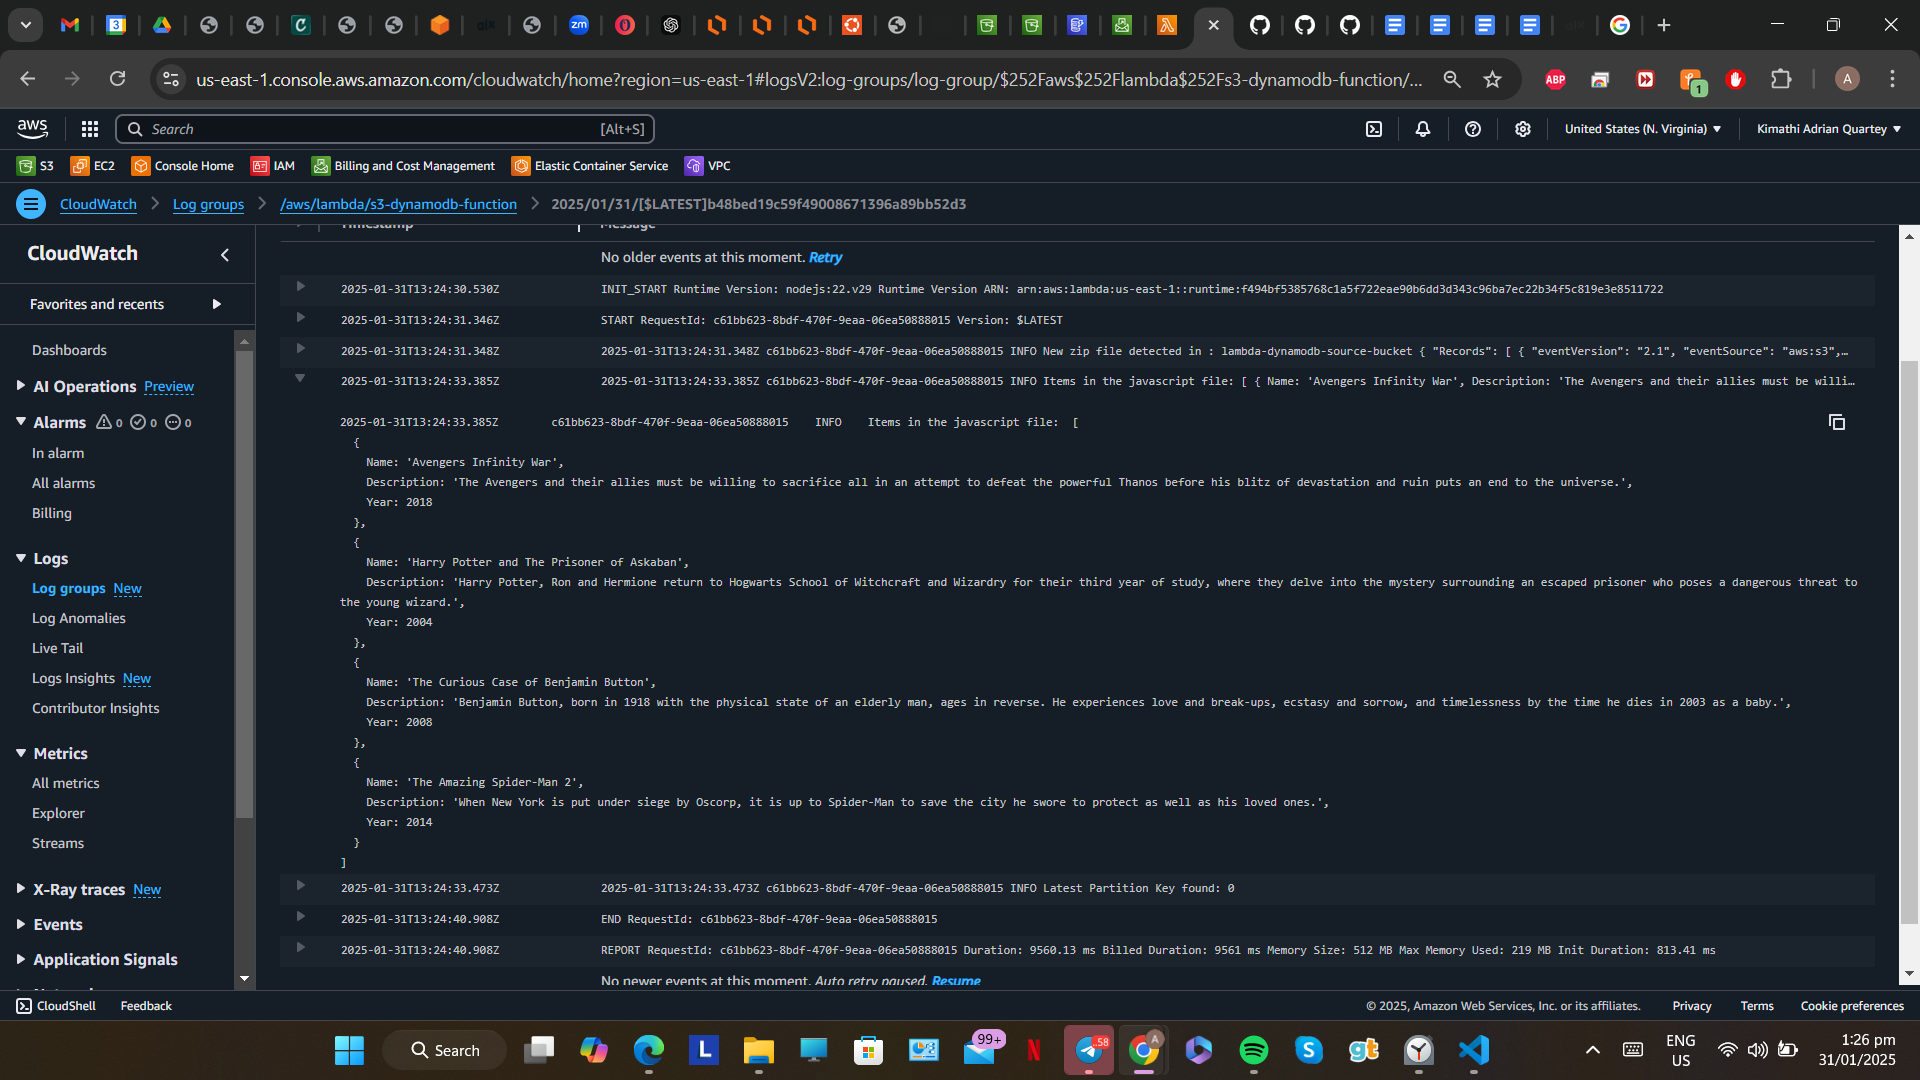 us-east-1.console.aws.amazon.com/cloudwatch/home?region=us-east-1#logsV2:log-groups/log-group/$252Faws$252Flambda$252Fs3-dynamodb-function/...
aws
Search [Alt+S]
United States (N. Virginia)
Kimathi Adrian Quartey
S3
EC2
Console Home
IAM
Billing and Cost Management
Elastic Container Service
VPC
CloudWatch
Log groups
/aws/lambda/s3-dynamodb-function
2025/01/31/[$LATEST]b48bed19c59f49008671396a89bb52d3
CloudWatch
Favorites and recents
Dashboards
AI Operations Preview
Alarms 0 0 0
In alarm
All alarms
Billing
Logs
Log groups New
Log Anomalies
Live Tail
Logs Insights New
Contributor Insights
Metrics
All metrics
Explorer
Streams
X-Ray traces New
Events
Application Signals
Timestamp Message
No older events at this moment. Retry
2025-01-31T13:24:30.530Z INIT_START Runtime Version: nodejs:22.v29 Runtime Version ARN: arn:aws:lambda:us-east-1::runtime:f494bf5385768c1a5f722eae90b6dd3d343c96ba7ec22b34f5c819e3e8511722
2025-01-31T13:24:31.346Z START RequestId: c61bb623-8bdf-470f-9eaa-06ea50888015 Version: $LATEST
2025-01-31T13:24:31.348Z 2025-01-31T13:24:31.348Z c61bb623-8bdf-470f-9eaa-06ea50888015 INFO New zip file detected in : lambda-dynamodb-source-bucket { "Records": [ { "eventVersion": "2.1", "eventSource": "aws:s3",…
2025-01-31T13:24:33.385Z 2025-01-31T13:24:33.385Z c61bb623-8bdf-470f-9eaa-06ea50888015 INFO Items in the javascript file: [ { Name: 'Avengers Infinity War', Description: 'The Avengers and their allies must be willi…
2025-01-31T13:24:33.385Z c61bb623-8bdf-470f-9eaa-06ea50888015 INFO Items in the javascript file: [
{
Name: 'Avengers Infinity War',
Description: 'The Avengers and their allies must be willing to sacrifice all in an attempt to defeat the powerful Thanos before his blitz of devastation and ruin puts an end to the universe.',
Year: 2018
},
{
Name: 'Harry Potter and The Prisoner of Askaban',
Description: 'Harry Potter, Ron and Hermione return to Hogwarts School of Witchcraft and Wizardry for their third year of study, where they delve into the mystery surrounding an escaped prisoner who poses a dangerous threat to
the young wizard.',
Year: 2004
},
{
Name: 'The Curious Case of Benjamin Button',
Description: 'Benjamin Button, born in 1918 with the physical state of an elderly man, ages in reverse. He experiences love and break-ups, ecstasy and sorrow, and timelessness by the time he dies in 2003 as a baby.',
Year: 2008
},
{
Name: 'The Amazing Spider-Man 2',
Description: 'When New York is put under siege by Oscorp, it is up to Spider-Man to save the city he swore to protect as well as his loved ones.',
Year: 2014
}
]
2025-01-31T13:24:33.473Z 2025-01-31T13:24:33.473Z c61bb623-8bdf-470f-9eaa-06ea50888015 INFO Latest Partition Key found: 0
2025-01-31T13:24:40.908Z END RequestId: c61bb623-8bdf-470f-9eaa-06ea50888015
2025-01-31T13:24:40.908Z REPORT RequestId: c61bb623-8bdf-470f-9eaa-06ea50888015 Duration: 9560.13 ms Billed Duration: 9561 ms Memory Size: 512 MB Max Memory Used: 219 MB Init Duration: 813.41 ms
No newer events at this moment. Auto retry paused. Resume
CloudShell
Feedback
© 2025, Amazon Web Services, Inc. or its affiliates.
Privacy
Terms
Cookie preferences
Search
99+
ENG
US
1:26 pm
31/01/2025